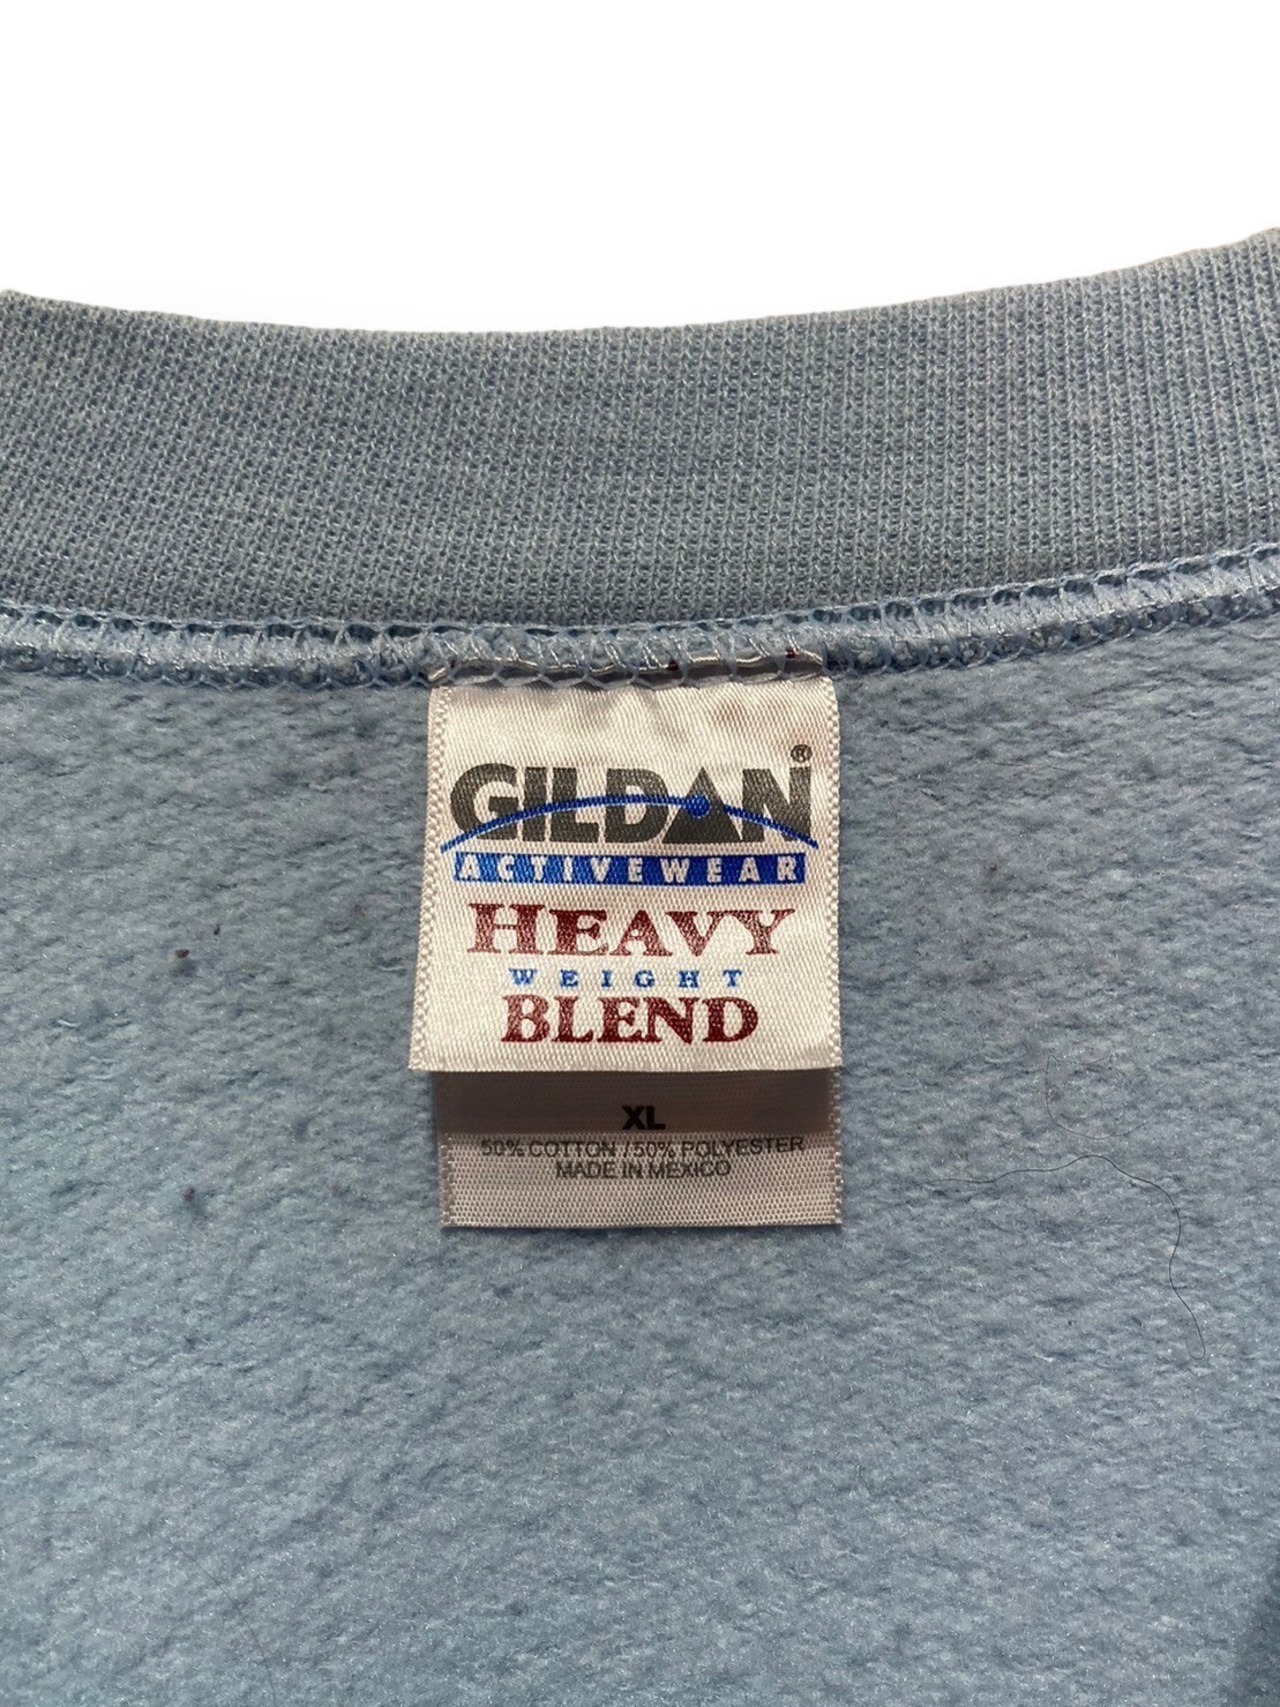 GILDAN®
ACTIVEWEAR
HEAVY
WEIGHT
BLEND
XL
50% COTTON / 50% POLYESTER
MADE IN MEXICO